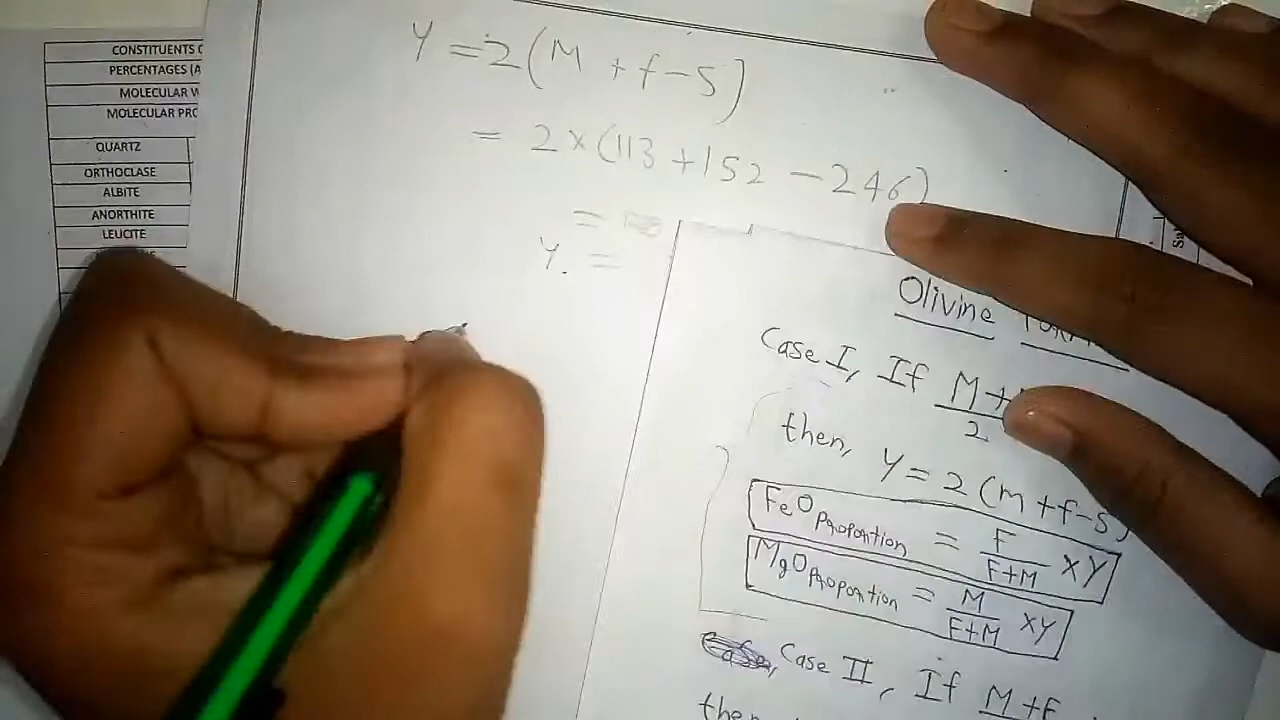 CONSTITUENTS
PERCENTAGES (A
MOLECULAR W
MOLECULAR PRO
QUARTZ
ORTHOCLASE
ALBITE
ANORTHITE
LEUCITE
Y = 2 (M + f - S)
= 2 × (113 + 152 - 246)
=
Y. =
Olivine
Case I, If M+ / 2
then, Y = 2 (M + f - S)
FeO Proportion = F / F+M × Y
MgO Proportion = M / F+M × Y
Case II, If M + F
then